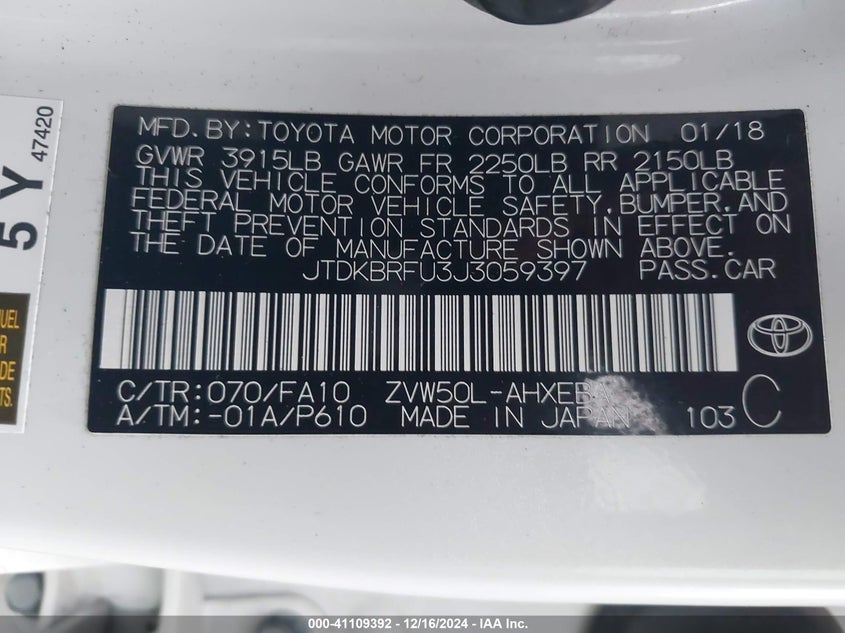 MFD.BY:TOYOTA MOTOR CORPORATION 01/18
GVWR 3915LB GAWR FR 2250LB RR 2150LB
THIS VEHICLE CONFORMS TO ALL APPLICABLE
FEDERAL MOTOR VEHICLE SAFETY,BUMPER,AND
THEFT PREVENTION STANDARDS IN EFFECT ON
THE DATE OF MANUFACTURE SHOWN ABOVE.
JTDKBRFU3J3059397 PASS.CAR
C/TR:070/FA10 ZVW50L-AHXEBA
A/TM:-01A/P610 MADE IN JAPAN 103 C
5Y
47420
000-41109392 - 12/16/2024 - IAA Inc.